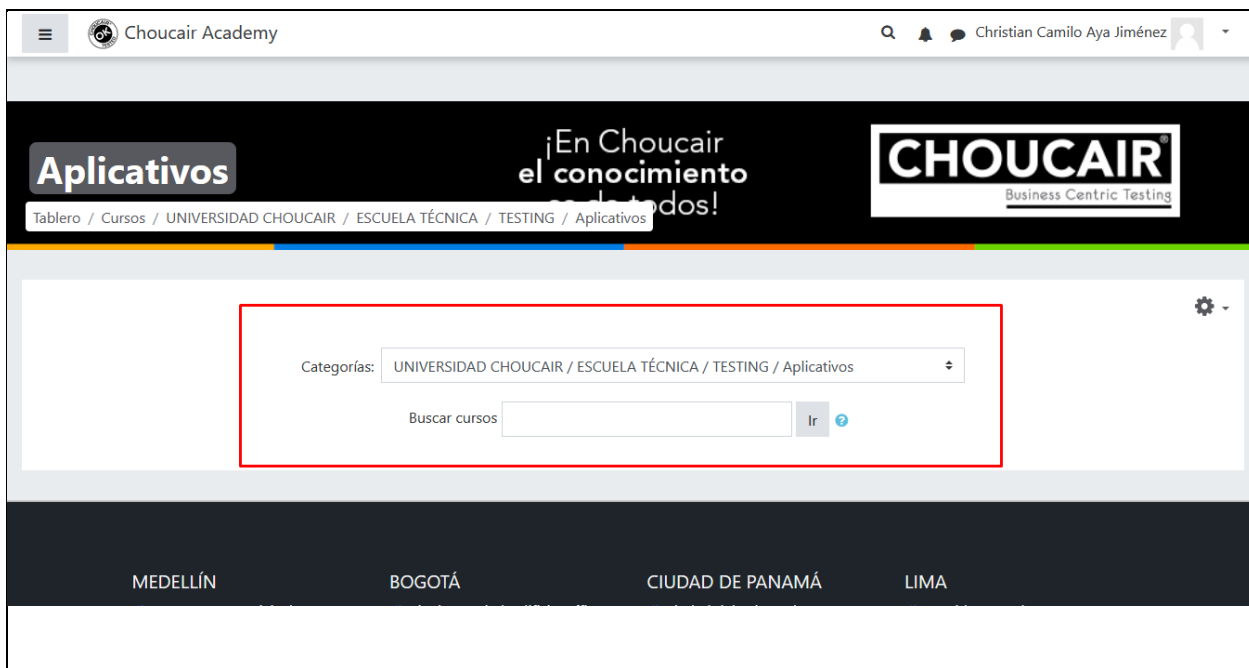 Choucair Academy
Christian Camilo Aya Jiménez
¡En Choucair
el conocimiento
todos!
Aplicativos
CHOUCAIR®
Business Centric Testing
Tablero / Cursos / UNIVERSIDAD CHOUCAIR / ESCUELA TÉCNICA / TESTING / Aplicativos
Categorías: UNIVERSIDAD CHOUCAIR / ESCUELA TÉCNICA / TESTING / Aplicativos
Buscar cursos Ir
MEDELLÍN
BOGOTÁ
CIUDAD DE PANAMÁ
LIMA